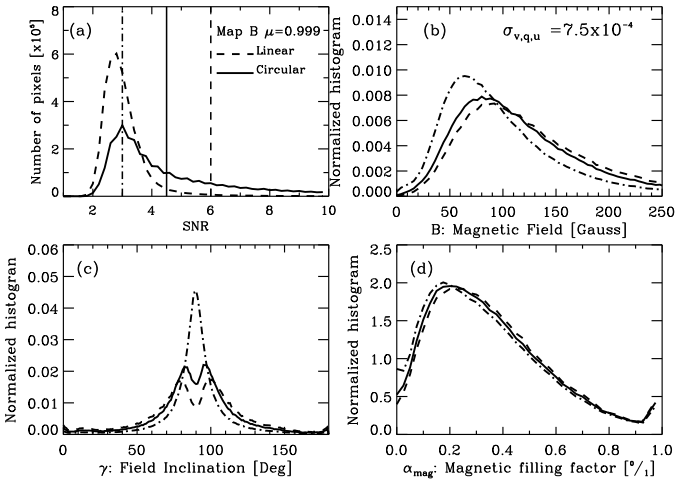 (a)
Map B μ=0.999
Linear
Circular
Number of pixels [x10⁵]
8
6
4
2
0
2 4 6 8 10
SNR
(b)
σv,q,u =7.5x10⁻⁴
Normalized histogram
0.014
0.012
0.010
0.008
0.006
0.004
0.002
0.000
0 50 100 150 200 250
B: Magnetic Field [Gauss]
(c)
Normalized histogram
0.06
0.05
0.04
0.03
0.02
0.01
0.00
0 50 100 150
γ: Field Inclination [Deg]
(d)
Normalized histogram
2.5
2.0
1.5
1.0
0.5
0.0
0.0 0.2 0.4 0.6 0.8 1.0
αmag: Magnetic filling factor [⁰/₁]